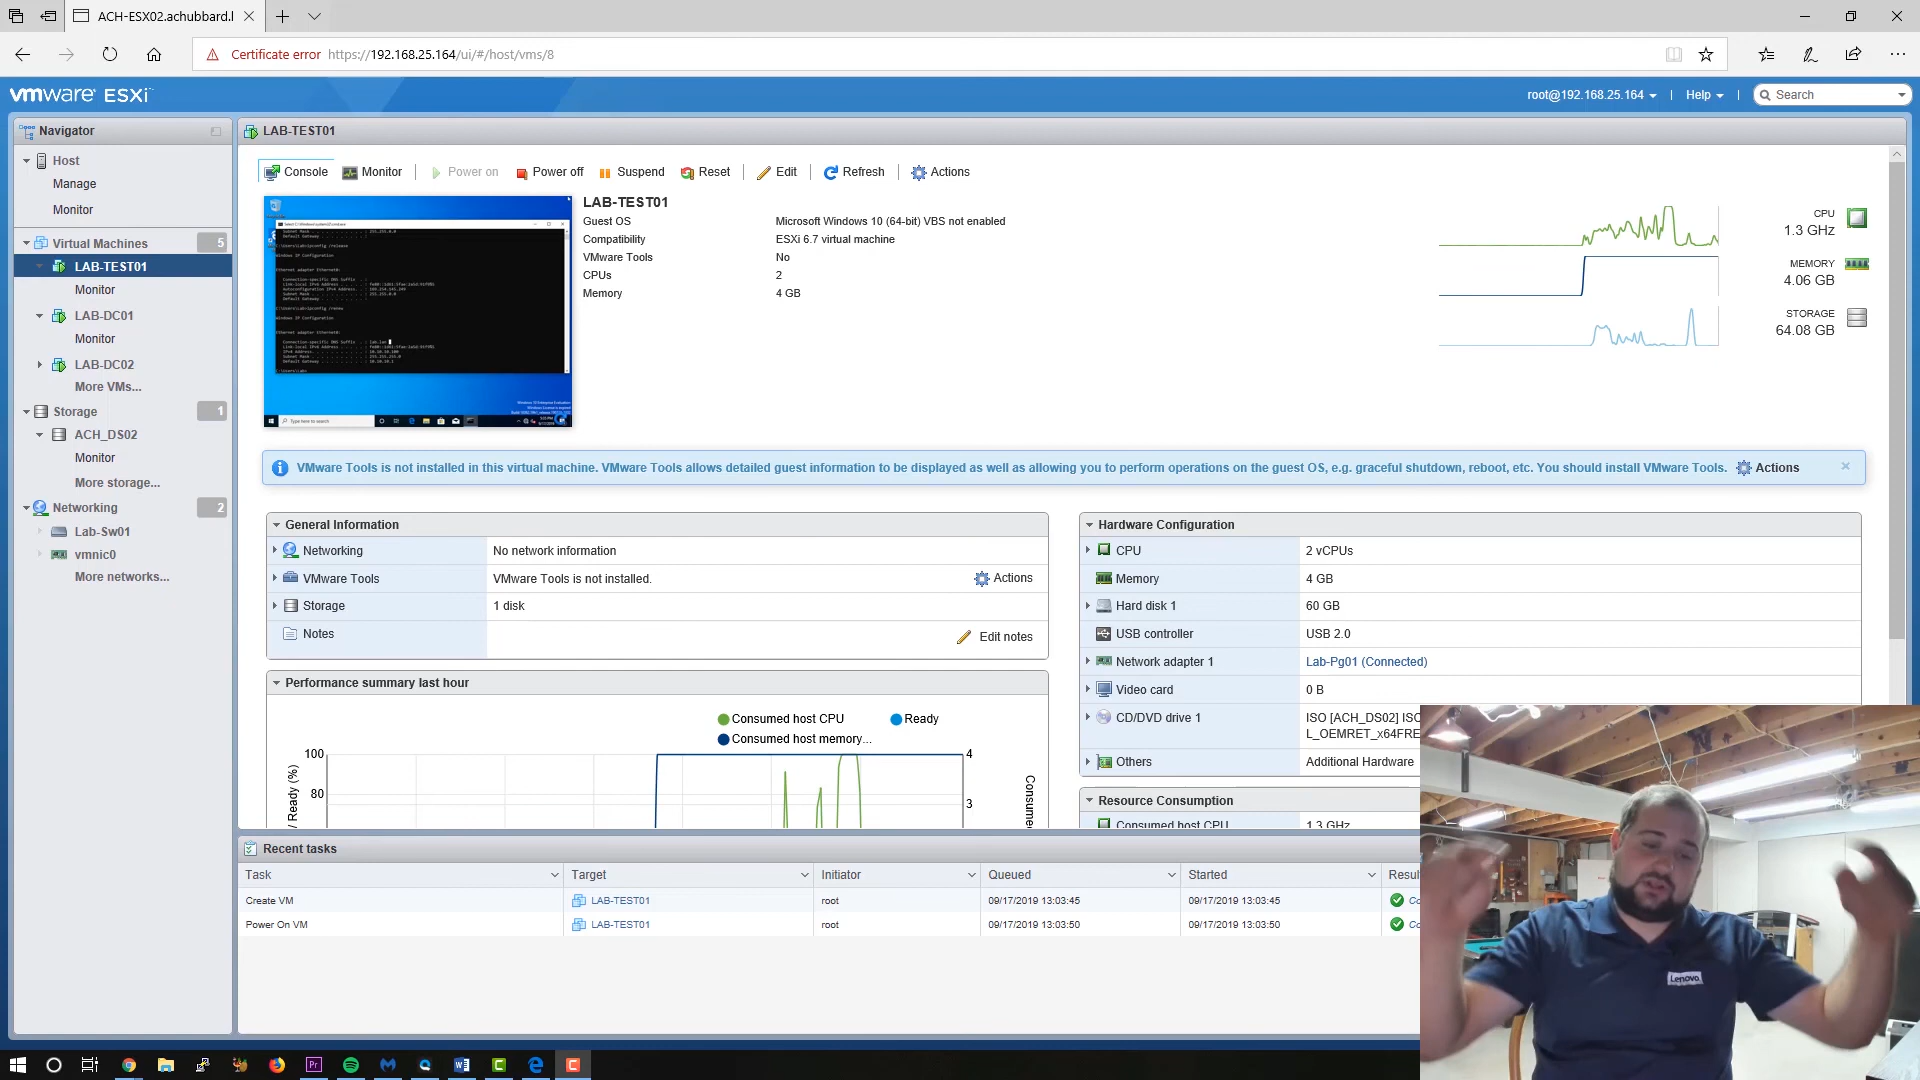 ACH-ESX02.achubbard.l
Certificate error https://192.168.25.164/ui/#/host/vms/8
vmware ESXi
root@192.168.25.164 | Help | Search
Navigator
Host
Manage
Monitor
Virtual Machines 5
LAB-TEST01
Monitor
LAB-DC01
Monitor
LAB-DC02
More VMs...
Storage 1
ACH_DS02
Monitor
More storage...
Networking 2
Lab-Sw01
vmnic0
More networks...
LAB-TEST01
Console Monitor Power on Power off Suspend Reset Edit Refresh Actions
LAB-TEST01
Guest OS Microsoft Windows 10 (64-bit) VBS not enabled
Compatibility ESXi 6.7 virtual machine
VMware Tools No
CPUs 2
Memory 4 GB
CPU
1.3 GHz
MEMORY
4.06 GB
STORAGE
64.08 GB
VMware Tools is not installed in this virtual machine. VMware Tools allows detailed guest information to be displayed as well as allowing you to perform operations on the guest OS, e.g. graceful shutdown, reboot, etc. You should install VMware Tools. Actions
General Information
Networking No network information
VMware Tools VMware Tools is not installed. Actions
Storage 1 disk
Notes Edit notes
Performance summary last hour
Consumed host CPU Ready
Consumed host memory...
100 4
80 3
/ Ready (%)
Consume
Hardware Configuration
CPU 2 vCPUs
Memory 4 GB
Hard disk 1 60 GB
USB controller USB 2.0
Network adapter 1 Lab-Pg01 (Connected)
Video card 0 B
CD/DVD drive 1 ISO [ACH_DS02] ISO
L_OEMRET_x64FRE
Others Additional Hardware
Resource Consumption
Consumed host CPU 1.3 GHz
Recent tasks
Task Target Initiator Queued Started Resul
Create VM LAB-TEST01 root 09/17/2019 13:03:45 09/17/2019 13:03:45 Co
Power On VM LAB-TEST01 root 09/17/2019 13:03:50 09/17/2019 13:03:50 Co
Lenovo